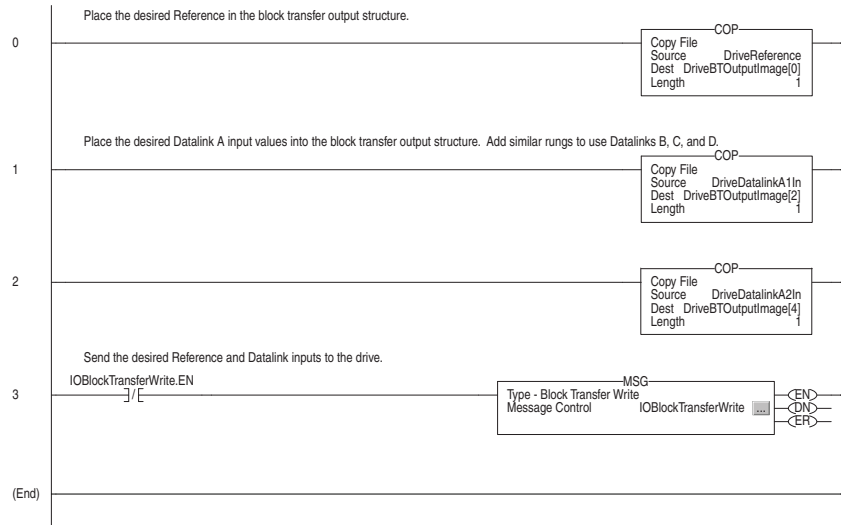 Place the desired Reference in the block transfer output structure.
0
COP
Copy File
Source DriveReference
Dest DriveBTOutputImage[0]
Length 1
Place the desired Datalink A input values into the block transfer output structure. Add similar rungs to use Datalinks B, C, and D.
1
COP
Copy File
Source DriveDatalinkA1In
Dest DriveBTOutputImage[2]
Length 1
2
COP
Copy File
Source DriveDatalinkA2In
Dest DriveBTOutputImage[4]
Length 1
Send the desired Reference and Datalink inputs to the drive.
3
IOBlockTransferWrite.EN
/
MSG
Type - Block Transfer Write
Message Control IOBlockTransferWrite ...
EN
DN
ER
(End)